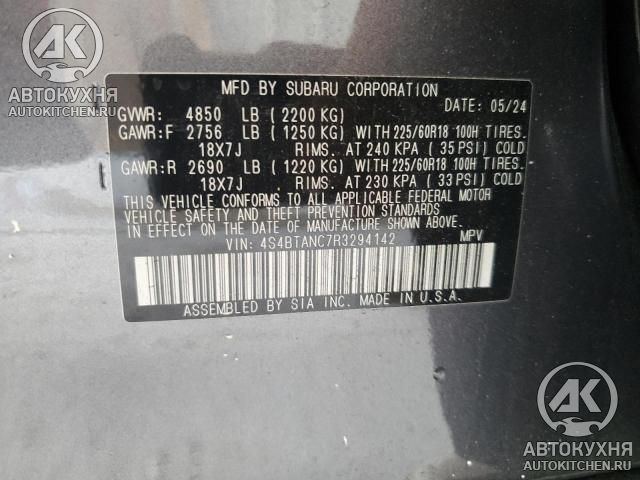 AK
АВТОКУХНЯ
AUTOKITCHEN.RU
MFD BY SUBARU CORPORATION
DATE: 05/24
GVWR: 4850 LB (2200 KG)
GAWR:F 2756 LB (1250 KG) WITH 225/60R18 100H TIRES.
18X7J RIMS. AT 240 KPA (35 PSI) COLD
GAWR:R 2690 LB (1220 KG) WITH 225/60R18 100H TIRES.
18X7J RIMS. AT 230 KPA (33 PSI) COLD
THIS VEHICLE CONFORMS TO ALL APPLICABLE FEDERAL MOTOR
VEHICLE SAFETY AND THEFT PREVENTION STANDARDS
IN EFFECT ON THE DATE OF MANUFACTURE SHOWN ABOVE.
VIN: 4S4BTANC7R3294142 MPV
ASSEMBLED BY SIA INC. MADE IN U.S.A.
AK
АВТОКУХНЯ
AUTOKITCHEN.RU